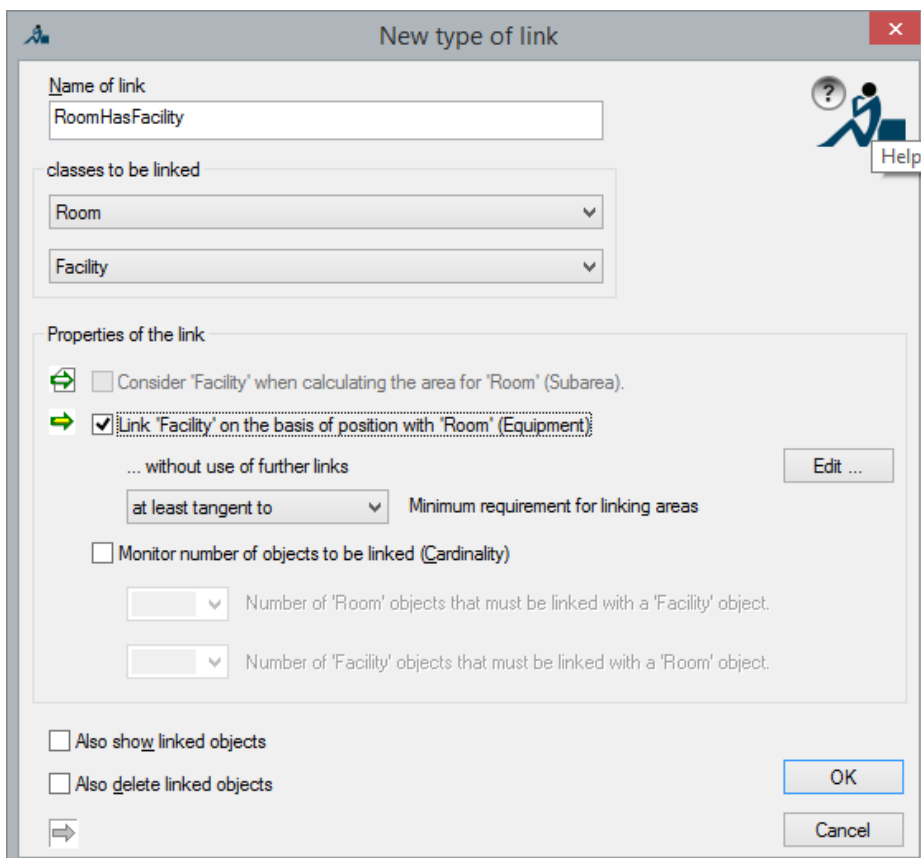 New type of link
Name of link
RoomHasFacility
?
Help
classes to be linked
Room
Facility
Properties of the link
Consider 'Facility' when calculating the area for 'Room' (Subarea).
Link 'Facility' on the basis of position with 'Room' (Equipment)
... without use of further links
Edit ...
at least tangent to
Minimum requirement for linking areas
Monitor number of objects to be linked (Cardinality)
Number of 'Room' objects that must be linked with a 'Facility' object.
Number of 'Facility' objects that must be linked with a 'Room' object.
Also show linked objects
Also delete linked objects
OK
Cancel